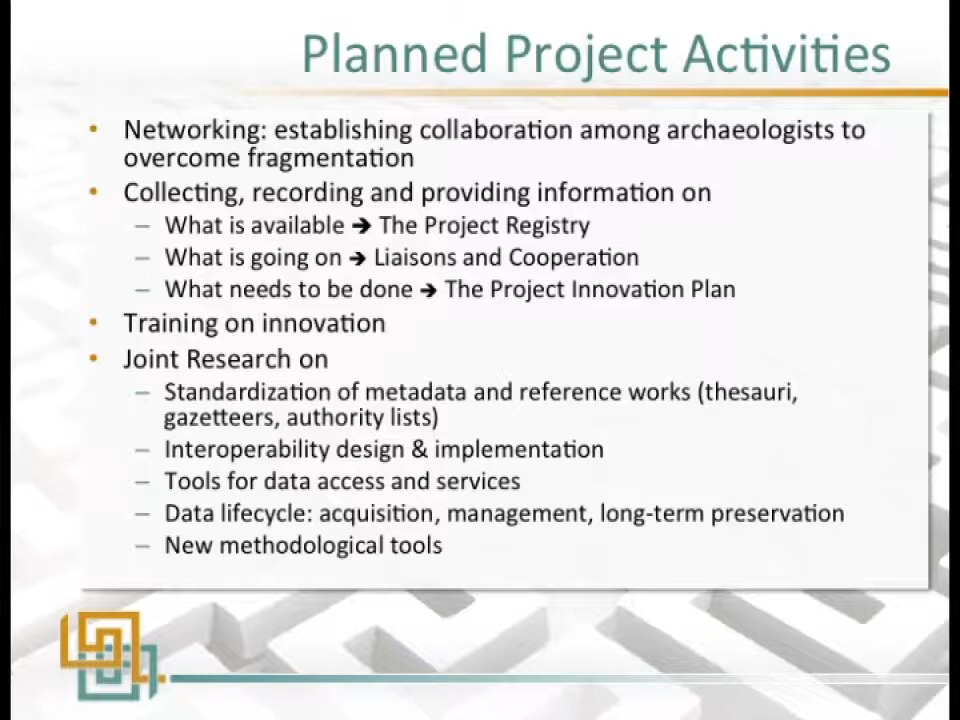 Planned Project Activities
• Networking: establishing collaboration among archaeologists to
overcome fragmentation
• Collecting, recording and providing information on
– What is available ➔ The Project Registry
– What is going on ➔ Liaisons and Cooperation
– What needs to be done ➔ The Project Innovation Plan
• Training on innovation
• Joint Research on
– Standardization of metadata and reference works (thesauri,
gazetteers, authority lists)
– Interoperability design & implementation
– Tools for data access and services
– Data lifecycle: acquisition, management, long-term preservation
– New methodological tools